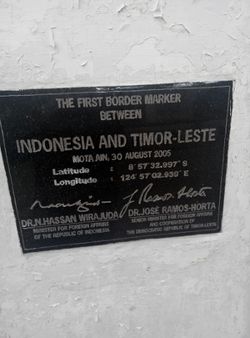 THE FIRST BORDER MARKER
BETWEEN
INDONESIA AND TIMOR-LESTE
MOTA AIN, 30 AUGUST 2005
Latitude : 8° 57' 32.997" S
Longitude : 124° 57' 02.939" E
DR.N.HASSAN WIRAJUDA
MINISTER FOR FOREIGN AFFAIRS
OF THE REPUBLIC OF INDONESIA
DR.JOSÉ RAMOS-HORTA
SENIOR MINISTER FOR FOREIGN AFFAIRS
AND COOPERATION OF
THE DEMOCRATIC REPUBLIC OF TIMOR-LESTE